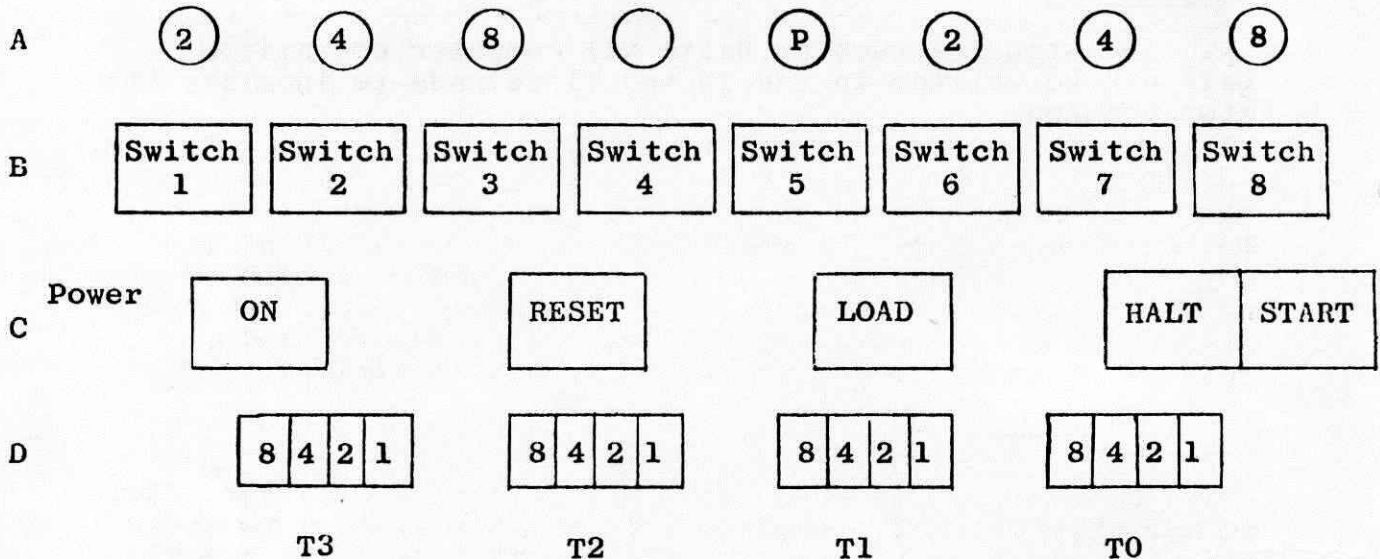 A 2 4 8 P 2 4 8
B Switch 1 Switch 2 Switch 3 Switch 4 Switch 5 Switch 6 Switch 7 Switch 8
C Power ON RESET LOAD HALT START
D 8 4 2 1 8 4 2 1 8 4 2 1 8 4 2 1
T3 T2 T1 T0